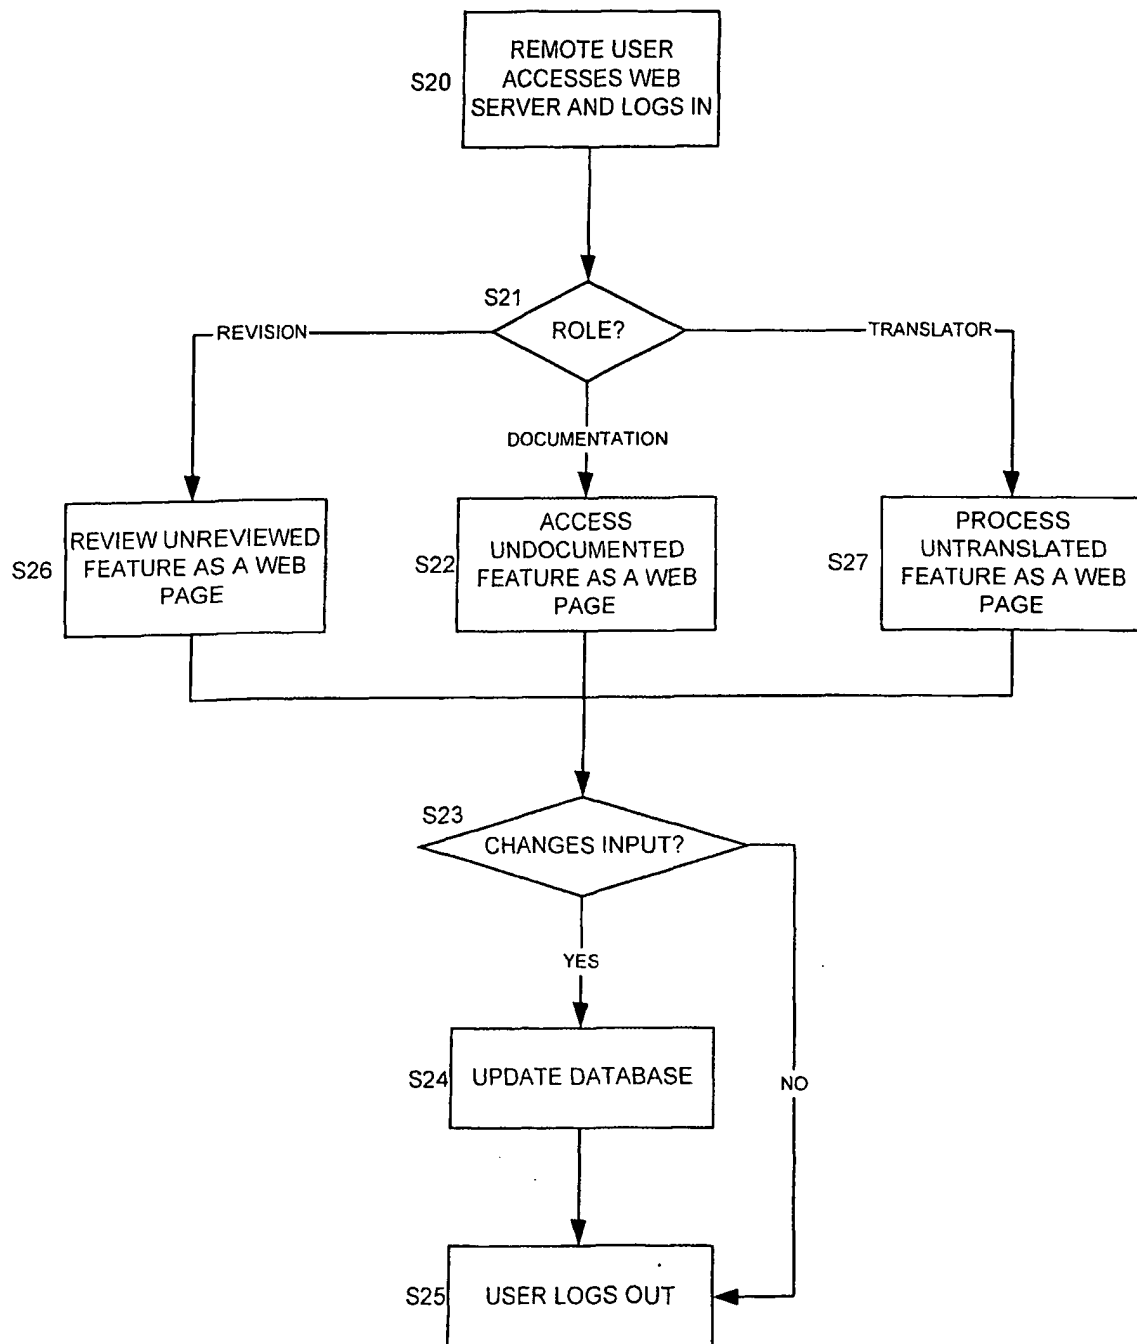 S20
REMOTE USER
ACCESSES WEB
SERVER AND LOGS IN
S21
ROLE?
REVISION
TRANSLATOR
DOCUMENTATION
S26
REVIEW UNREVIEWED
FEATURE AS A WEB
PAGE
S22
ACCESS
UNDOCUMENTED
FEATURE AS A WEB
PAGE
S27
PROCESS
UNTRANSLATED
FEATURE AS A WEB
PAGE
S23
CHANGES INPUT?
YES
NO
S24
UPDATE DATABASE
S25
USER LOGS OUT